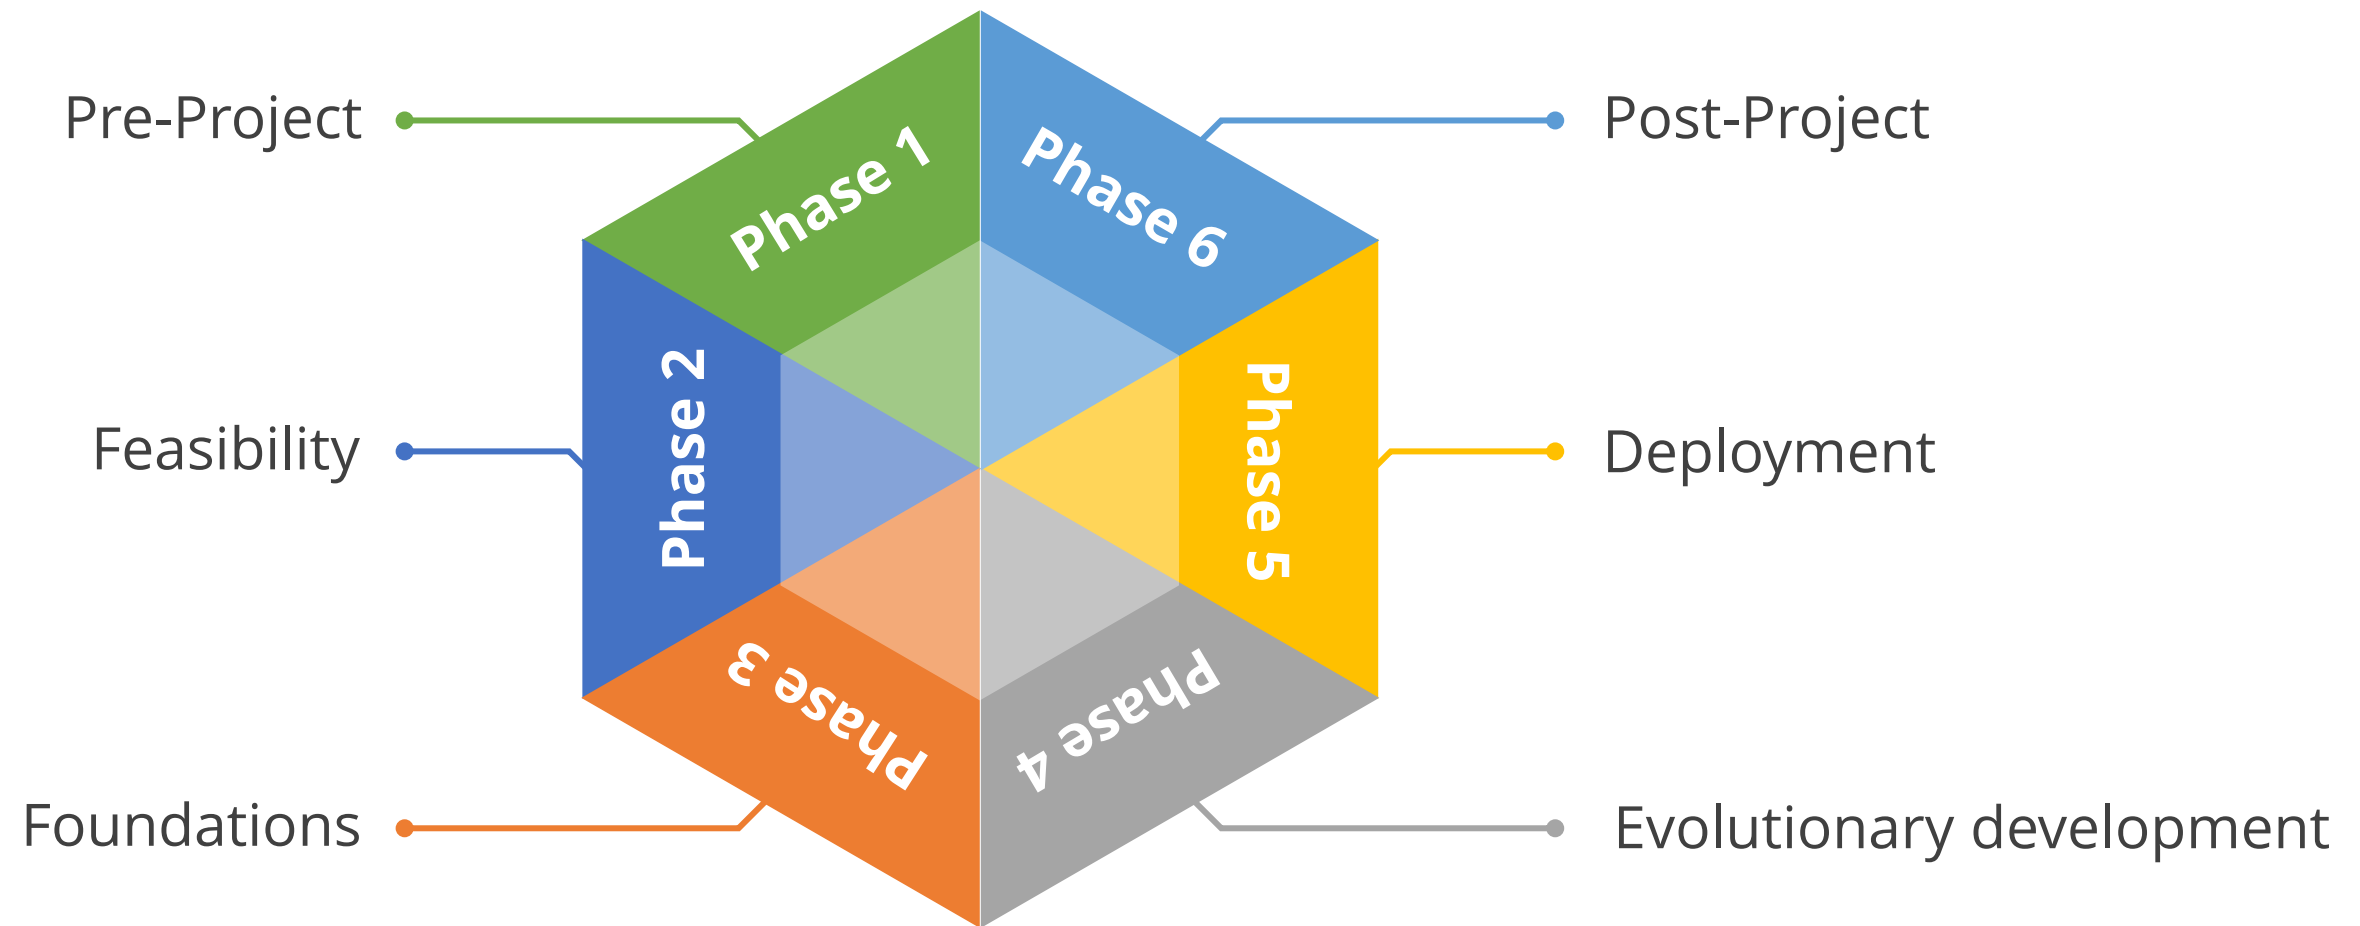 Pre-Project
Phase 1
Phase 6
Post-Project
Feasibility
Phase 2
Phase 5
Deployment
Foundations
Phase 3
Phase 4
Evolutionary development